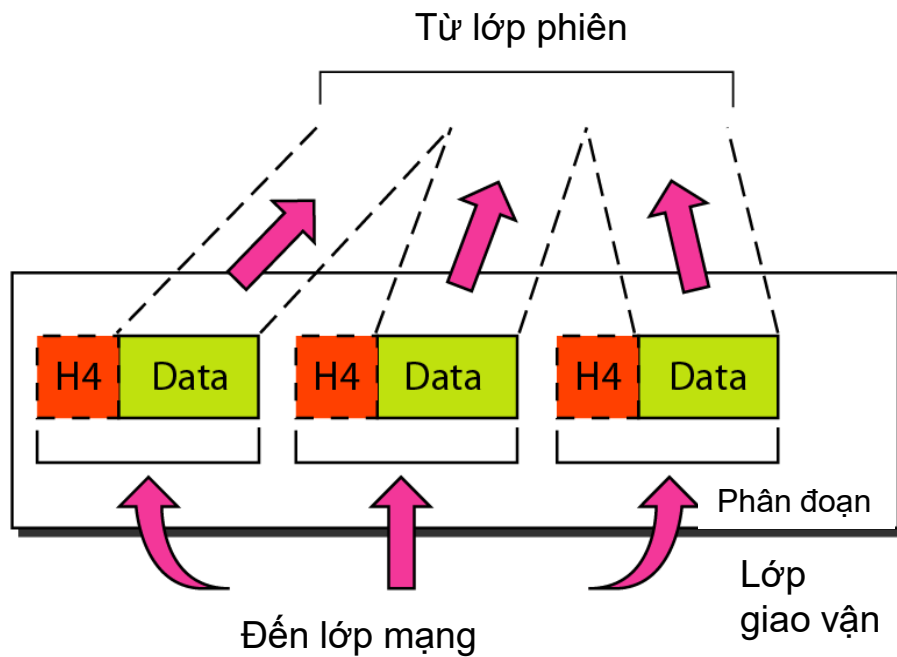 Từ lớp phiên
H4 Data H4 Data H4 Data
Phân đoạn
Lớp
giao vận
Đến lớp mạng